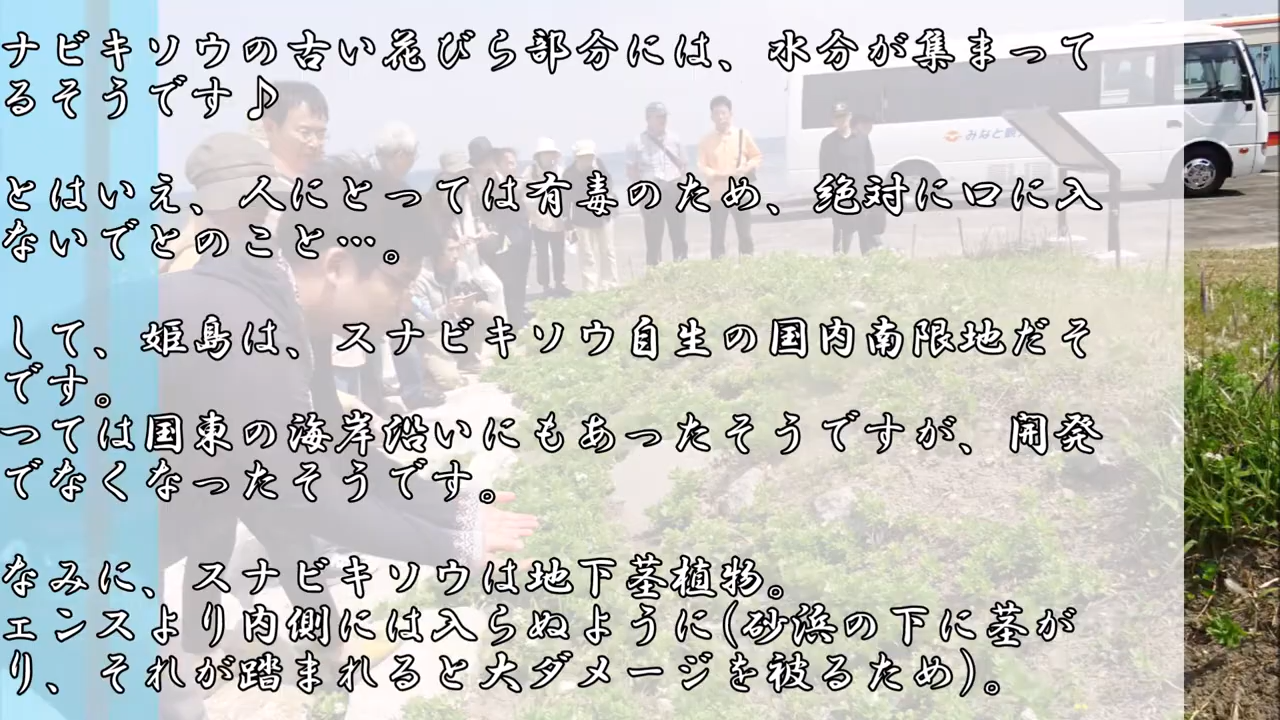 ナビキソウの古い花びら部分には、水分が集まって
るそうです♪
とはいえ、人にとっては有毒のため、絶対に口に入
ないでとのこと…。
して、姫島は、スナビキソウ自生の国内南限地だそ
です。
つては国東の海岸沿いにもあったそうですが、開発
でなくなったそうです。
なみに、スナビキソウは地下茎植物。
ェンスより内側には入らぬように(砂浜の下に茎が
り、それが踏まれると大ダメージを被るため)。
みなと